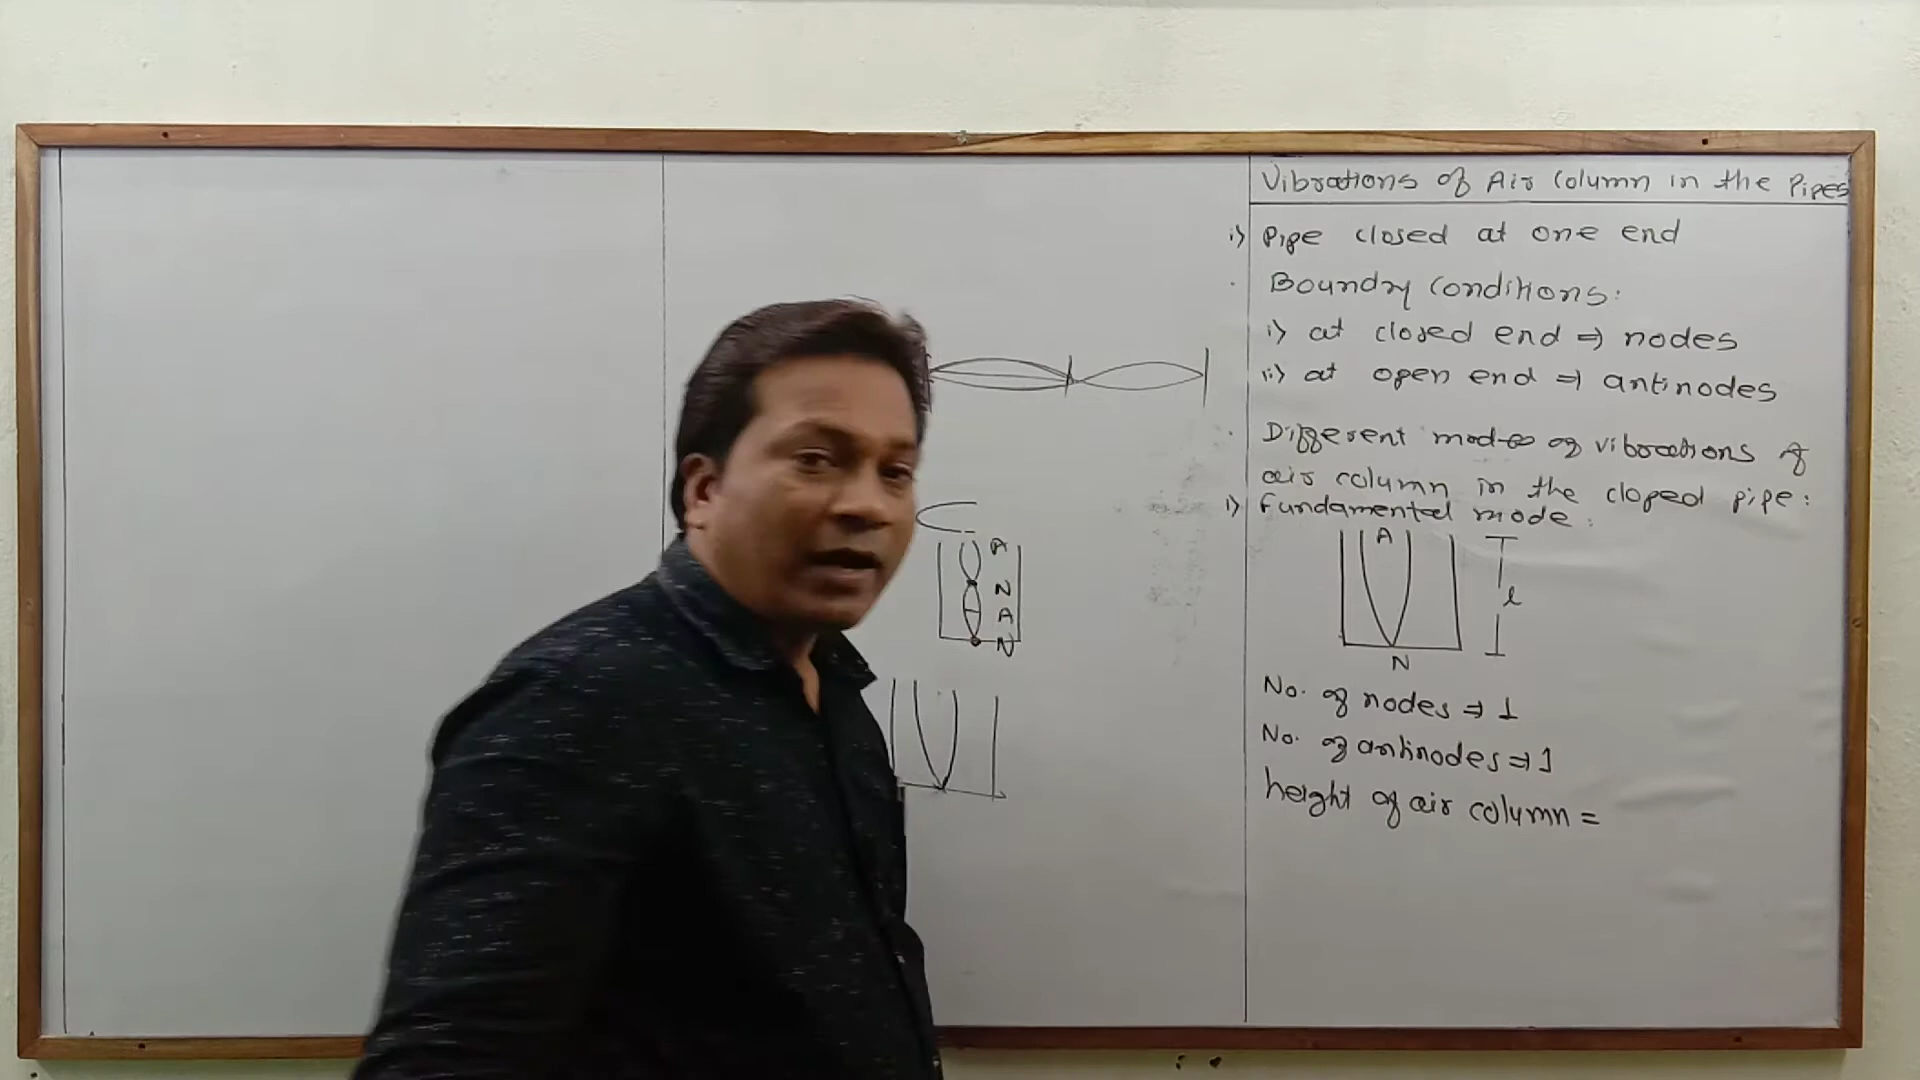 Vibrations of Air Column in the Pipes
i) Pipe closed at one end
· Boundry Conditions:
i) at closed end ⇒ nodes
ii) at open end ⇒ antinodes
· Different modes of vibrations of
air column in the closed pipe:
i) Fundamental mode:
A
l
N
No. of nodes ⇒ 1
No. of antinodes ⇒ 1
height of air column =
A
N
A
N